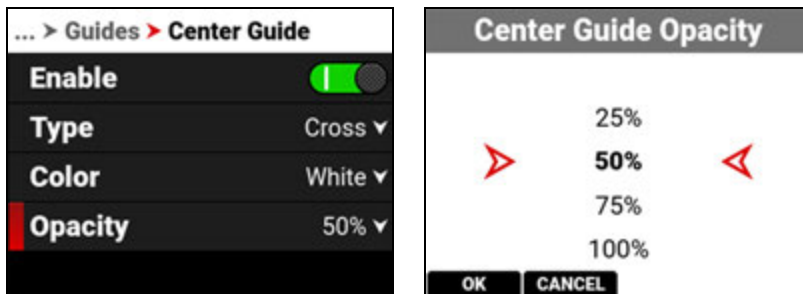 ... > Guides > Center Guide
Enable
Type Cross
Color White
Opacity 50%
Center Guide Opacity
25%
50%
75%
100%
OK CANCEL